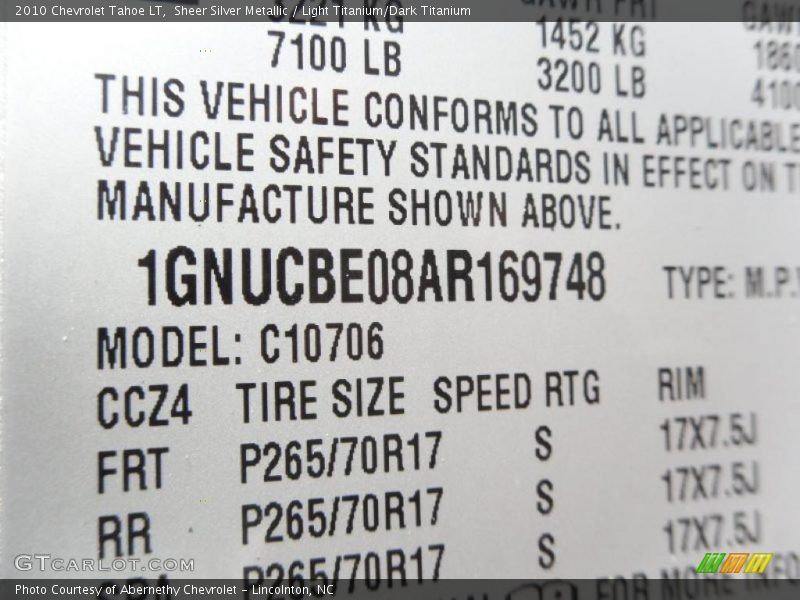 2010 Chevrolet Tahoe LT, Sheer Silver Metallic / Light Titanium/Dark Titanium
7100 LB 1452 KG
3200 LB
THIS VEHICLE CONFORMS TO ALL APPLICABLE
VEHICLE SAFETY STANDARDS IN EFFECT ON
MANUFACTURE SHOWN ABOVE.
1GNUCBE08AR169748 TYPE: M.P.
MODEL: C10706
CCZ4 TIRE SIZE SPEED RTG RIM
FRT P265/70R17 S 17X7.5J
RR P265/70R17 S 17X7.5J
P265/70R17 S 17X7.5J
FOR MORE INFO
GTCarLot.com
Photo Courtesy of Abernethy Chevrolet - Lincolnton, NC